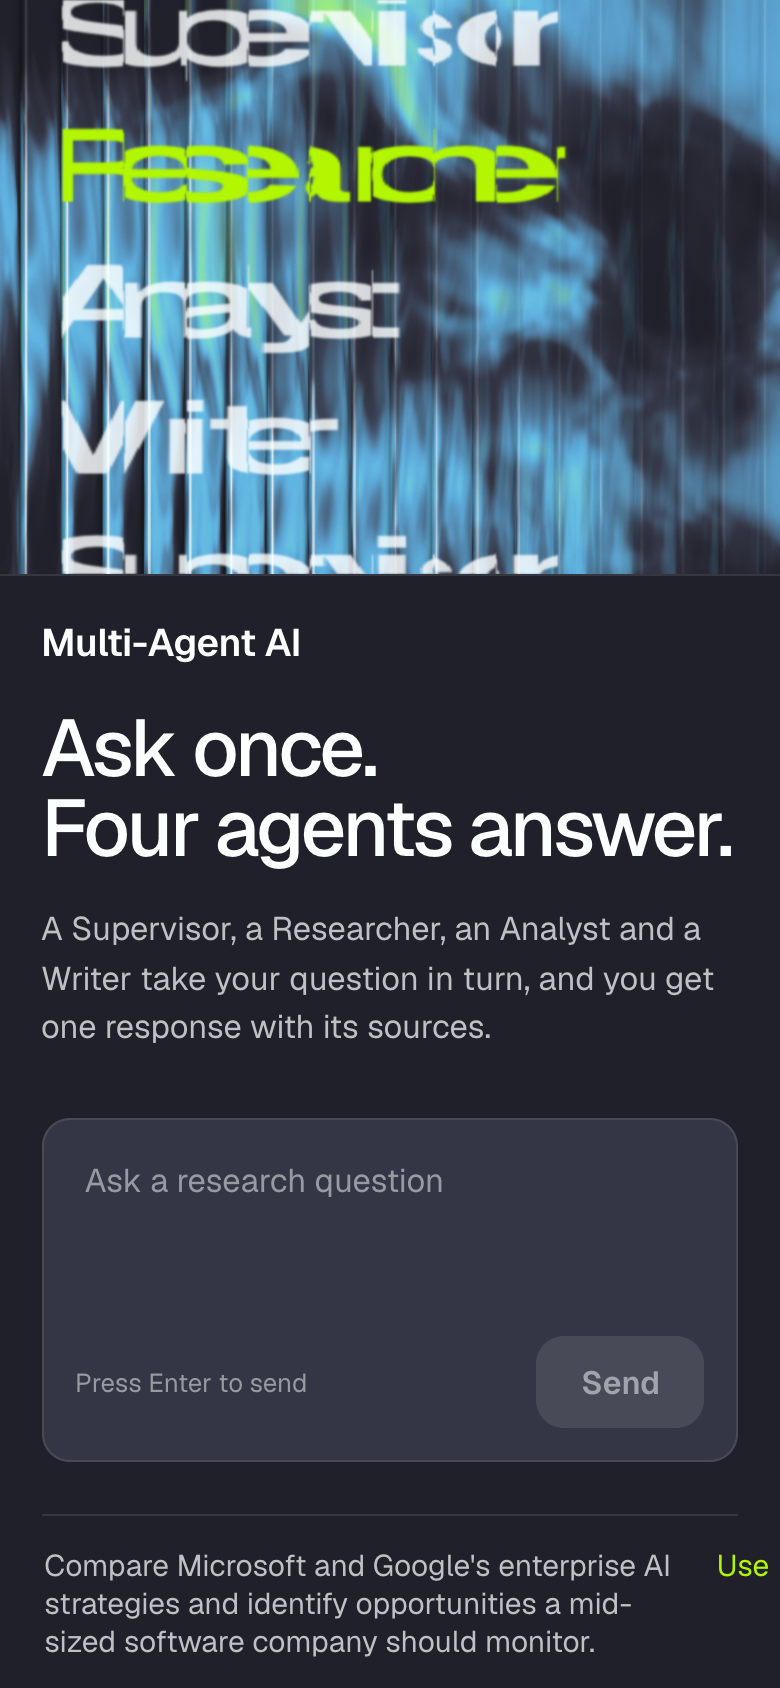 Supervisor
Researcher
Analyst
Writer
Supervisor
Multi-Agent AI
Ask once.
Four agents answer.
A Supervisor, a Researcher, an Analyst and a
Writer take your question in turn, and you get
one response with its sources.
Ask a research question
Press Enter to send
Send
Compare Microsoft and Google's enterprise AI
strategies and identify opportunities a mid-
sized software company should monitor.
Use